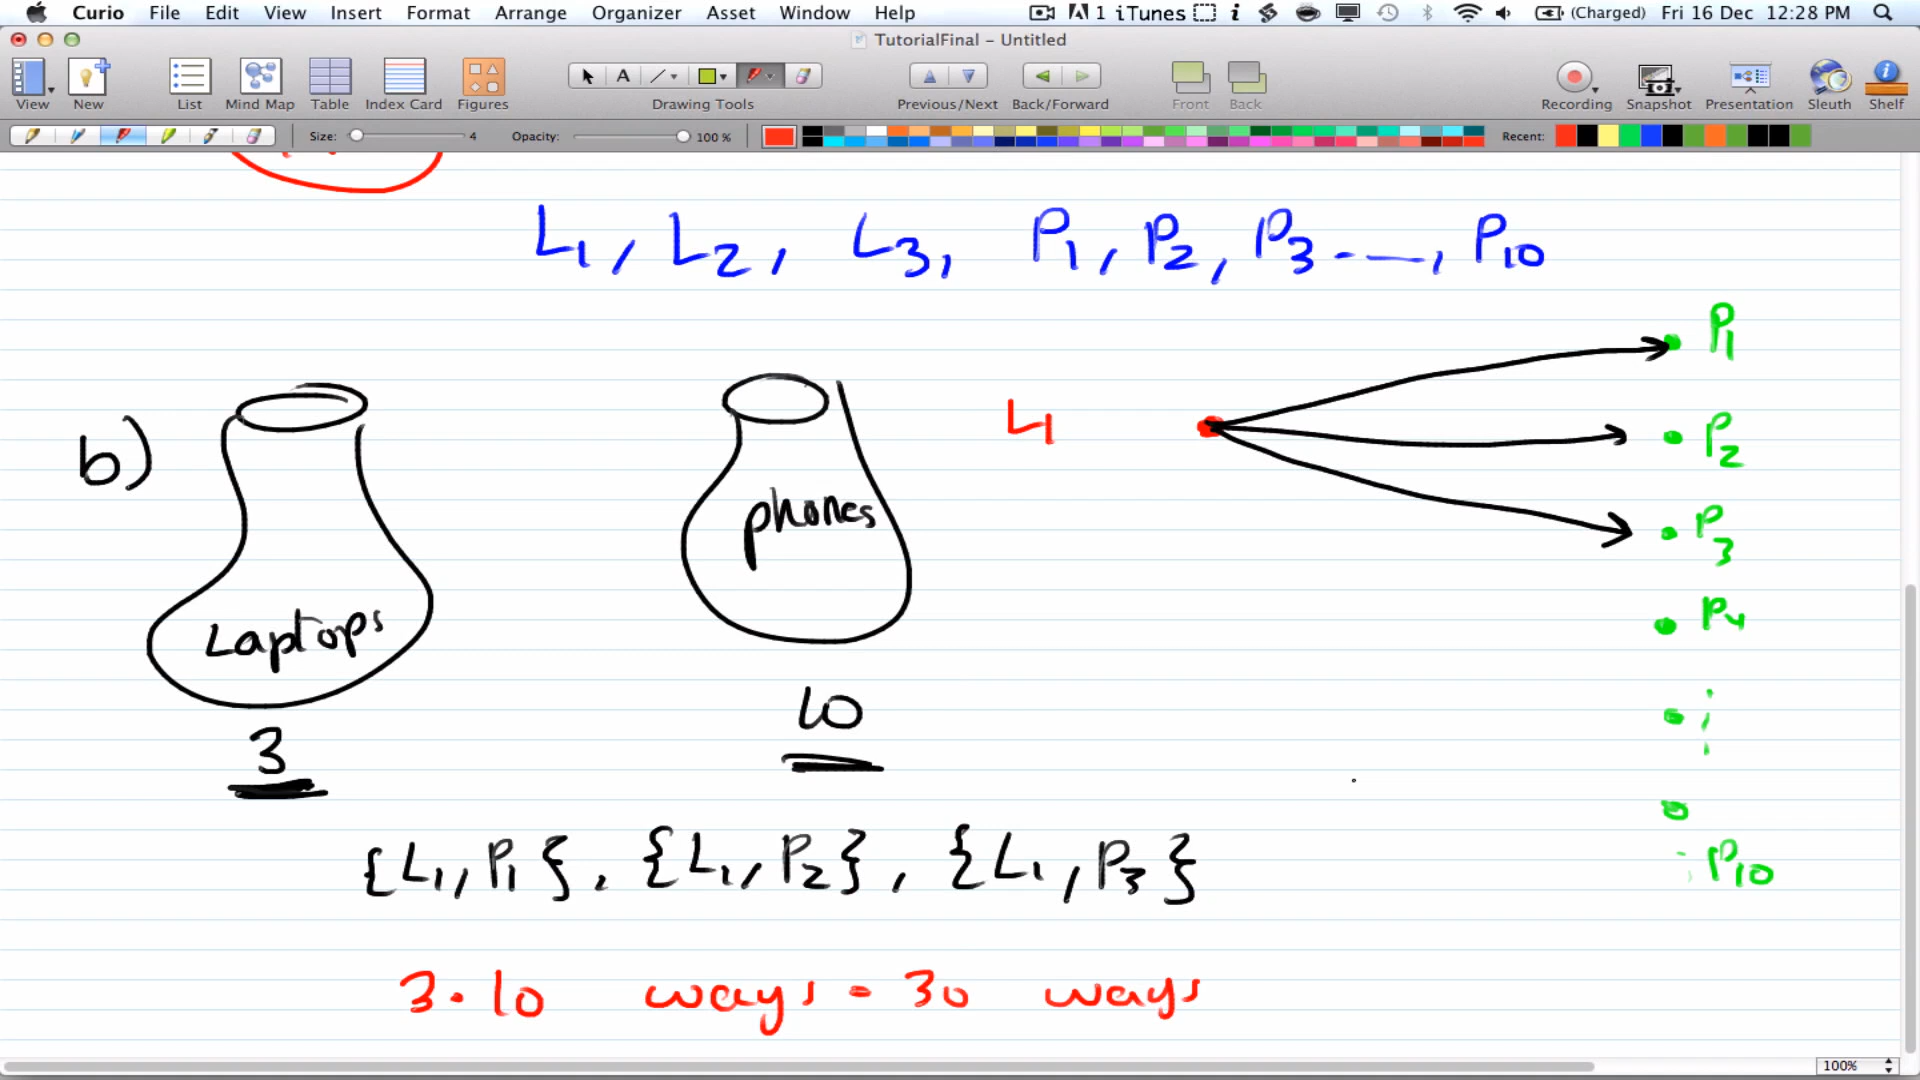 Curio File Edit View Insert Format Arrange Organizer Asset Window Help 1 iTunes (Charged) Fri 16 Dec 12:28 PM
TutorialFinal – Untitled
View New List Mind Map Table Index Card Figures Drawing Tools Previous/Next Back/Forward Front Back Recording Snapshot Presentation Sleuth Shelf
Size: 4 Opacity: 100 % Recent:
L1, L2, L3, P1, P2, P3 - —, P10
P1
b) L1 P2
phones P3
Laptops P4
10
3
{L1, P1}, {L1, P2}, {L1, P3}
P10
3 · 10 ways = 30 ways
100%